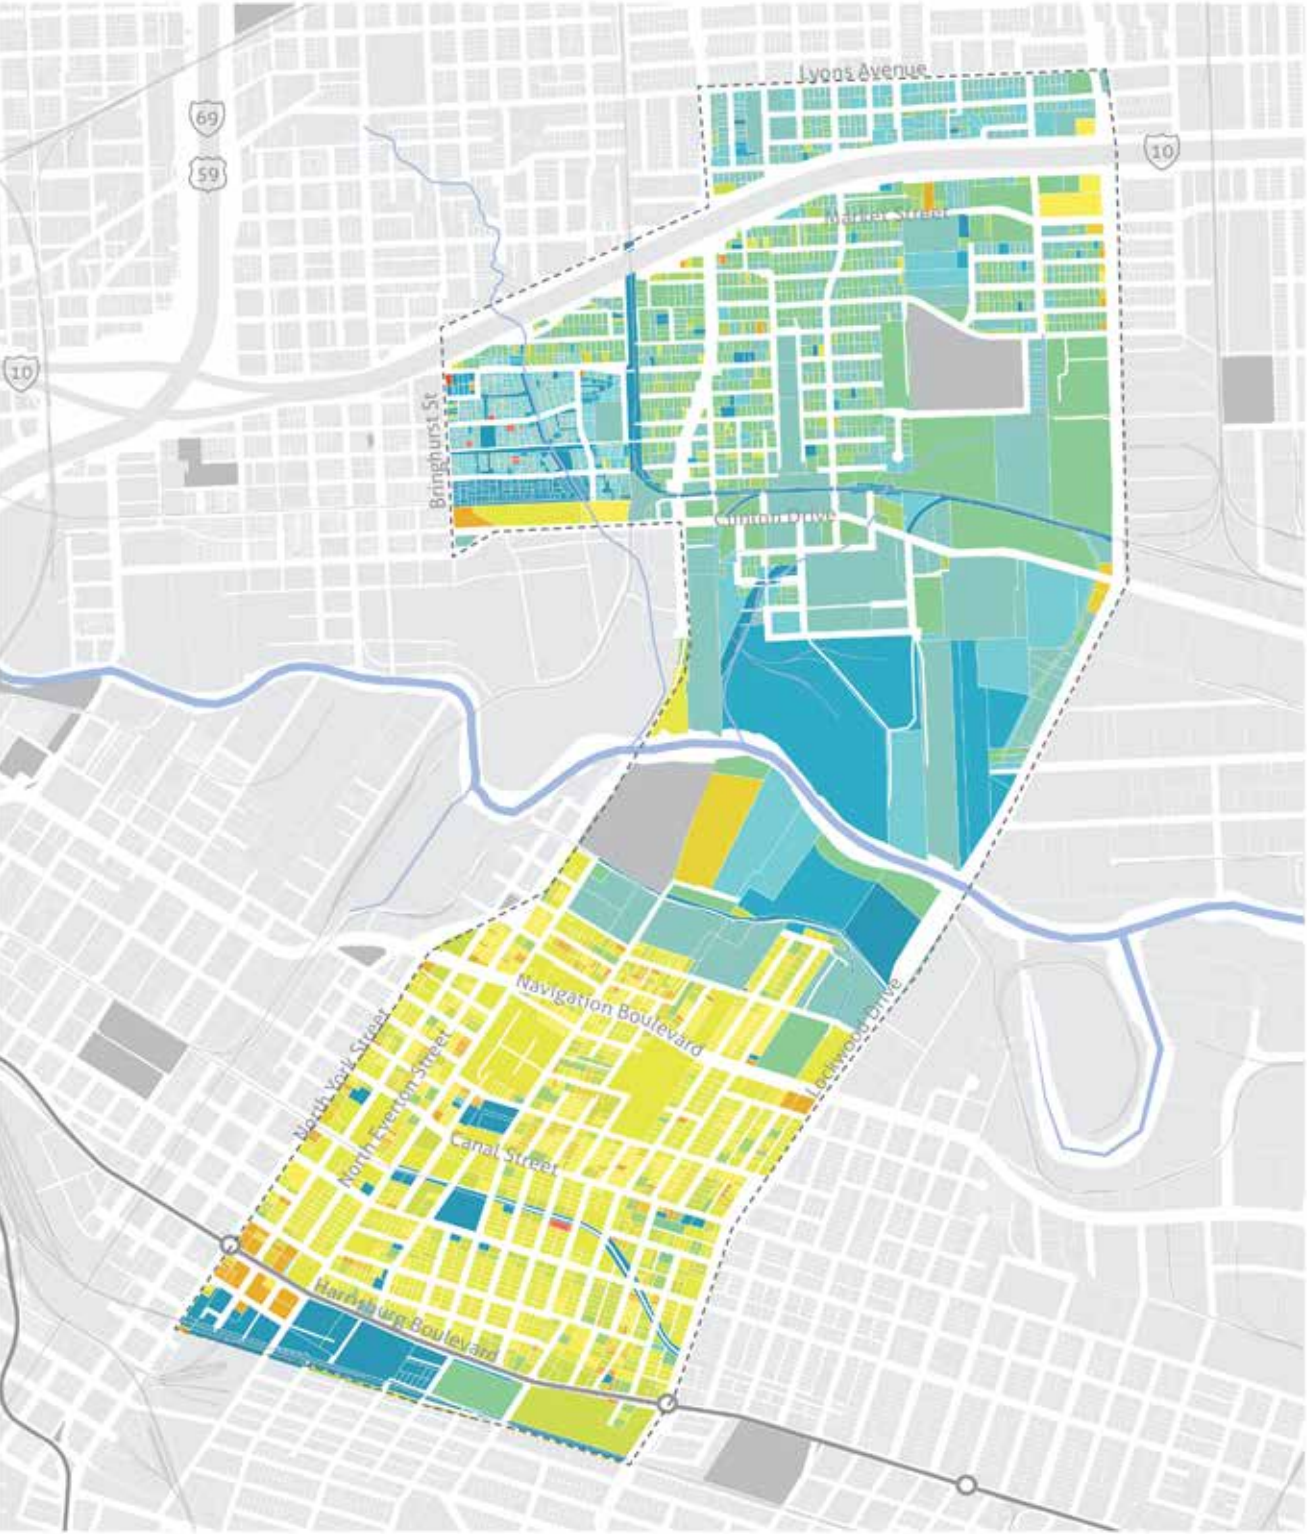 Lyons Avenue
69
10
59
Market Street
10
Bringhurst St
Clinton Drive
Navigation Boulevard
Lockwood Drive
North York Street
North Everton Street
Canal Street
Harrisburg Boulevard